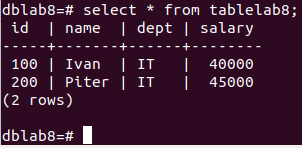 dblab8=# select * from tablelab8;
 id  | name  | dept | salary
-----+-------+------+--------
 100 | Ivan  | IT   |  40000
 200 | Piter | IT   |  45000
(2 rows)
dblab8=#